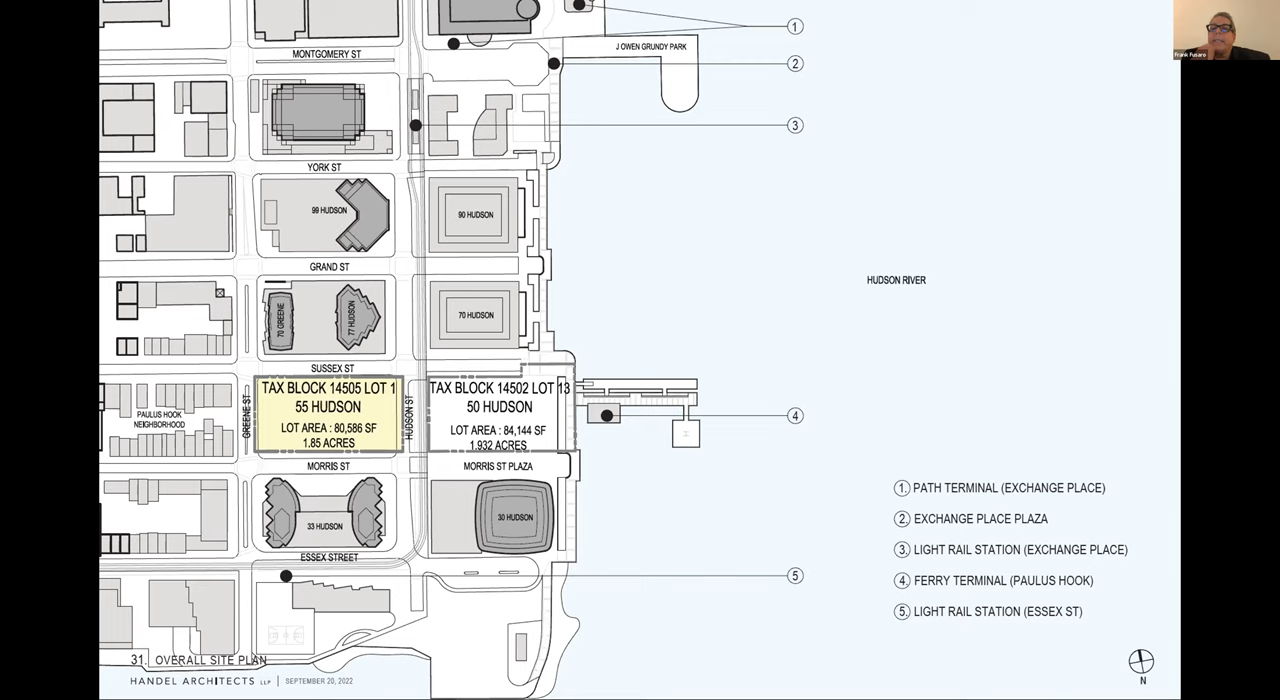 Frank Fusaro
1
MONTGOMERY ST
J OWEN GRUNDY PARK
2
3
YORK ST
99 HUDSON
90 HUDSON
GRAND ST
HUDSON RIVER
70 GREENE
77 HUDSON
70 HUDSON
SUSSEX ST
TAX BLOCK 14505 LOT 1
55 HUDSON
LOT AREA : 80,586 SF
1.85 ACRES
TAX BLOCK 14502 LOT 13
50 HUDSON
LOT AREA : 84,144 SF
1.932 ACRES
GREENE ST
HUDSON ST
PAULUS HOOK
NEIGHBORHOOD
4
MORRIS ST
MORRIS ST PLAZA
33 HUDSON
30 HUDSON
ESSEX STREET
5
1. PATH TERMINAL (EXCHANGE PLACE)
2. EXCHANGE PLACE PLAZA
3. LIGHT RAIL STATION (EXCHANGE PLACE)
4. FERRY TERMINAL (PAULUS HOOK)
5. LIGHT RAIL STATION (ESSEX ST)
31. OVERALL SITE PLAN
HANDEL ARCHITECTS LLP | SEPTEMBER 20, 2022
N